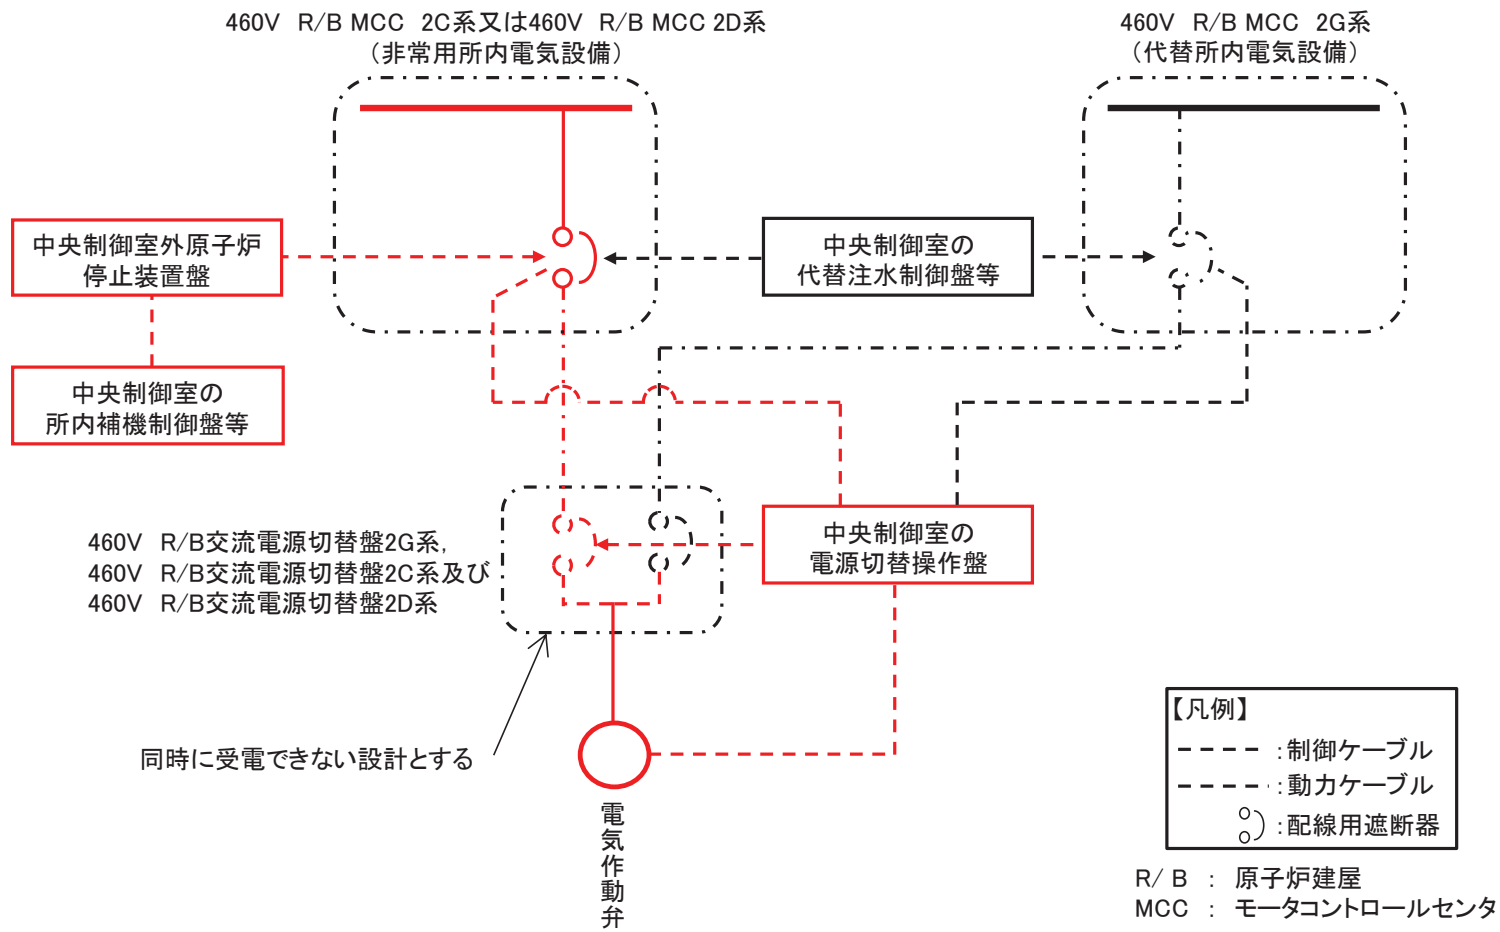 460V R/B MCC 2C系又は460V R/B MCC 2D系
（非常用所内電気設備）
460V R/B MCC 2G系
（代替所内電気設備）
中央制御室外原子炉
停止装置盤
中央制御室の
代替注水制御盤等
中央制御室の
所内補機制御盤等
460V R/B交流電源切替盤2G系，
460V R/B交流電源切替盤2C系及び
460V R/B交流電源切替盤2D系
中央制御室の
電源切替操作盤
同時に受電できない設計とする
電気作動弁
【凡例】
：制御ケーブル
：動力ケーブル
：配線用遮断器
R/B ： 原子炉建屋
MCC ： モータコントロールセンタ